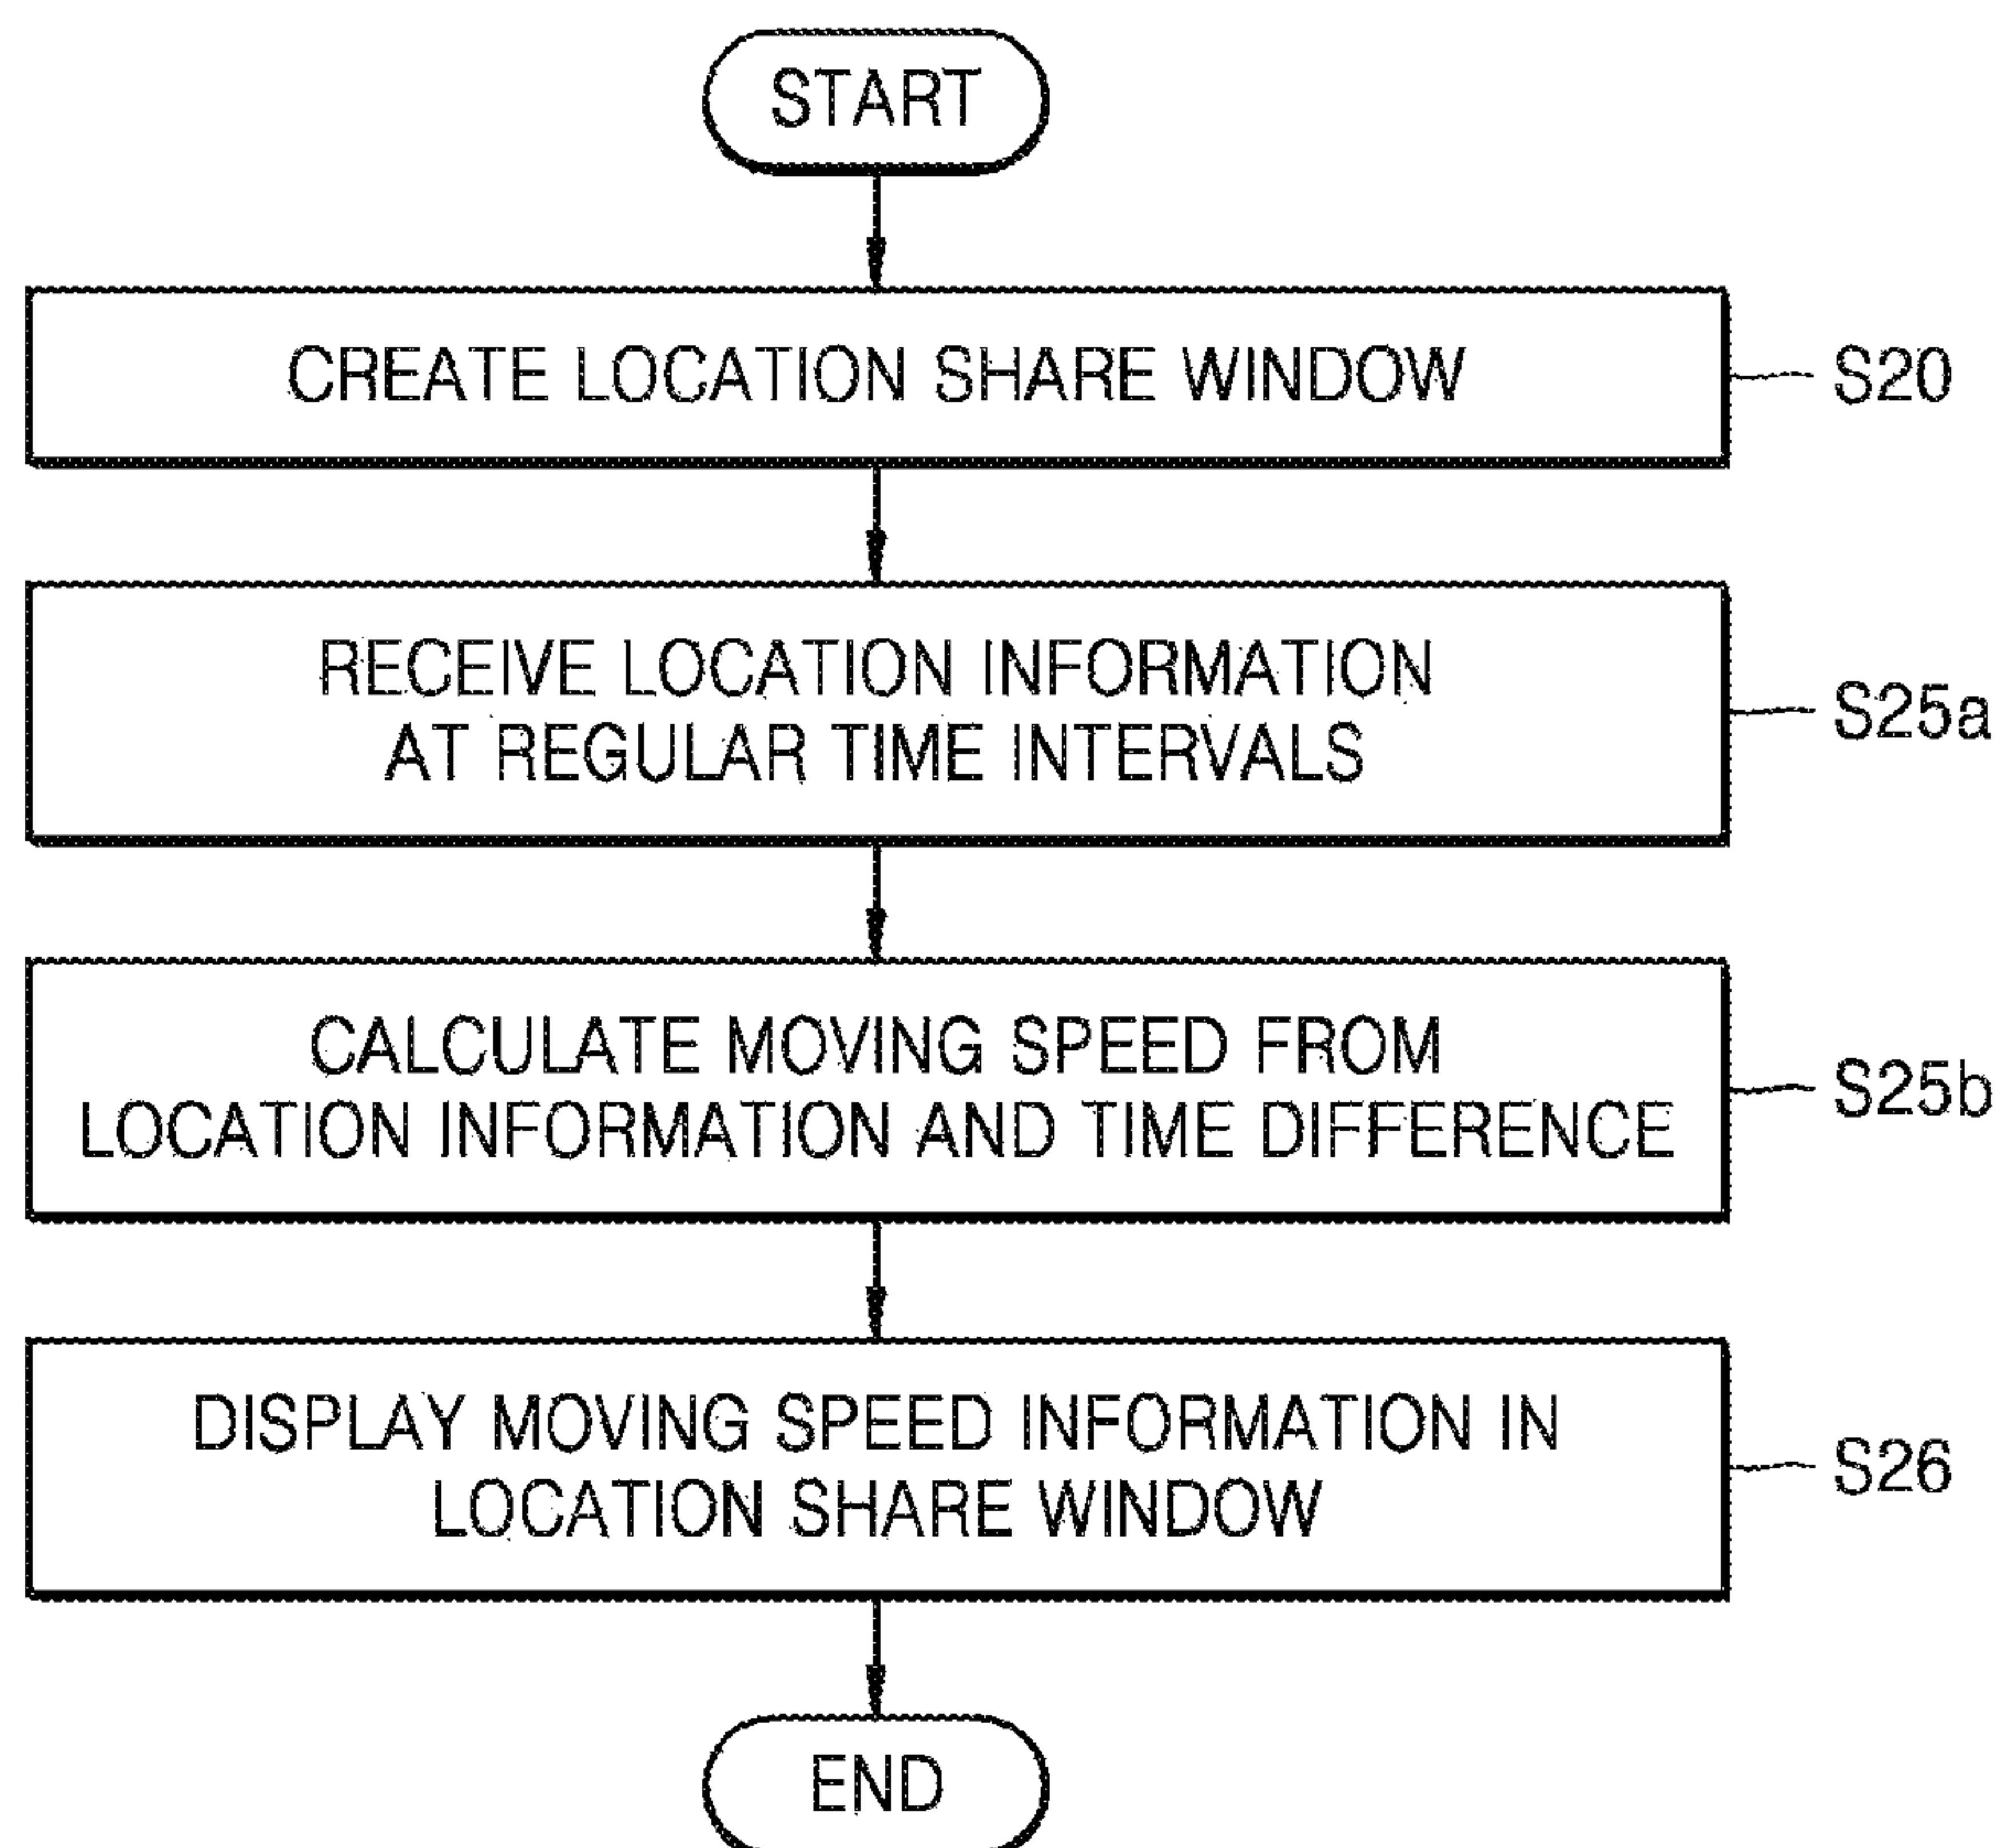 START
CREATE LOCATION SHARE WINDOW
S20
RECEIVE LOCATION INFORMATION
AT REGULAR TIME INTERVALS
S25a
CALCULATE MOVING SPEED FROM
LOCATION INFORMATION AND TIME DIFFERENCE
S25b
DISPLAY MOVING SPEED INFORMATION IN
LOCATION SHARE WINDOW
S26
END